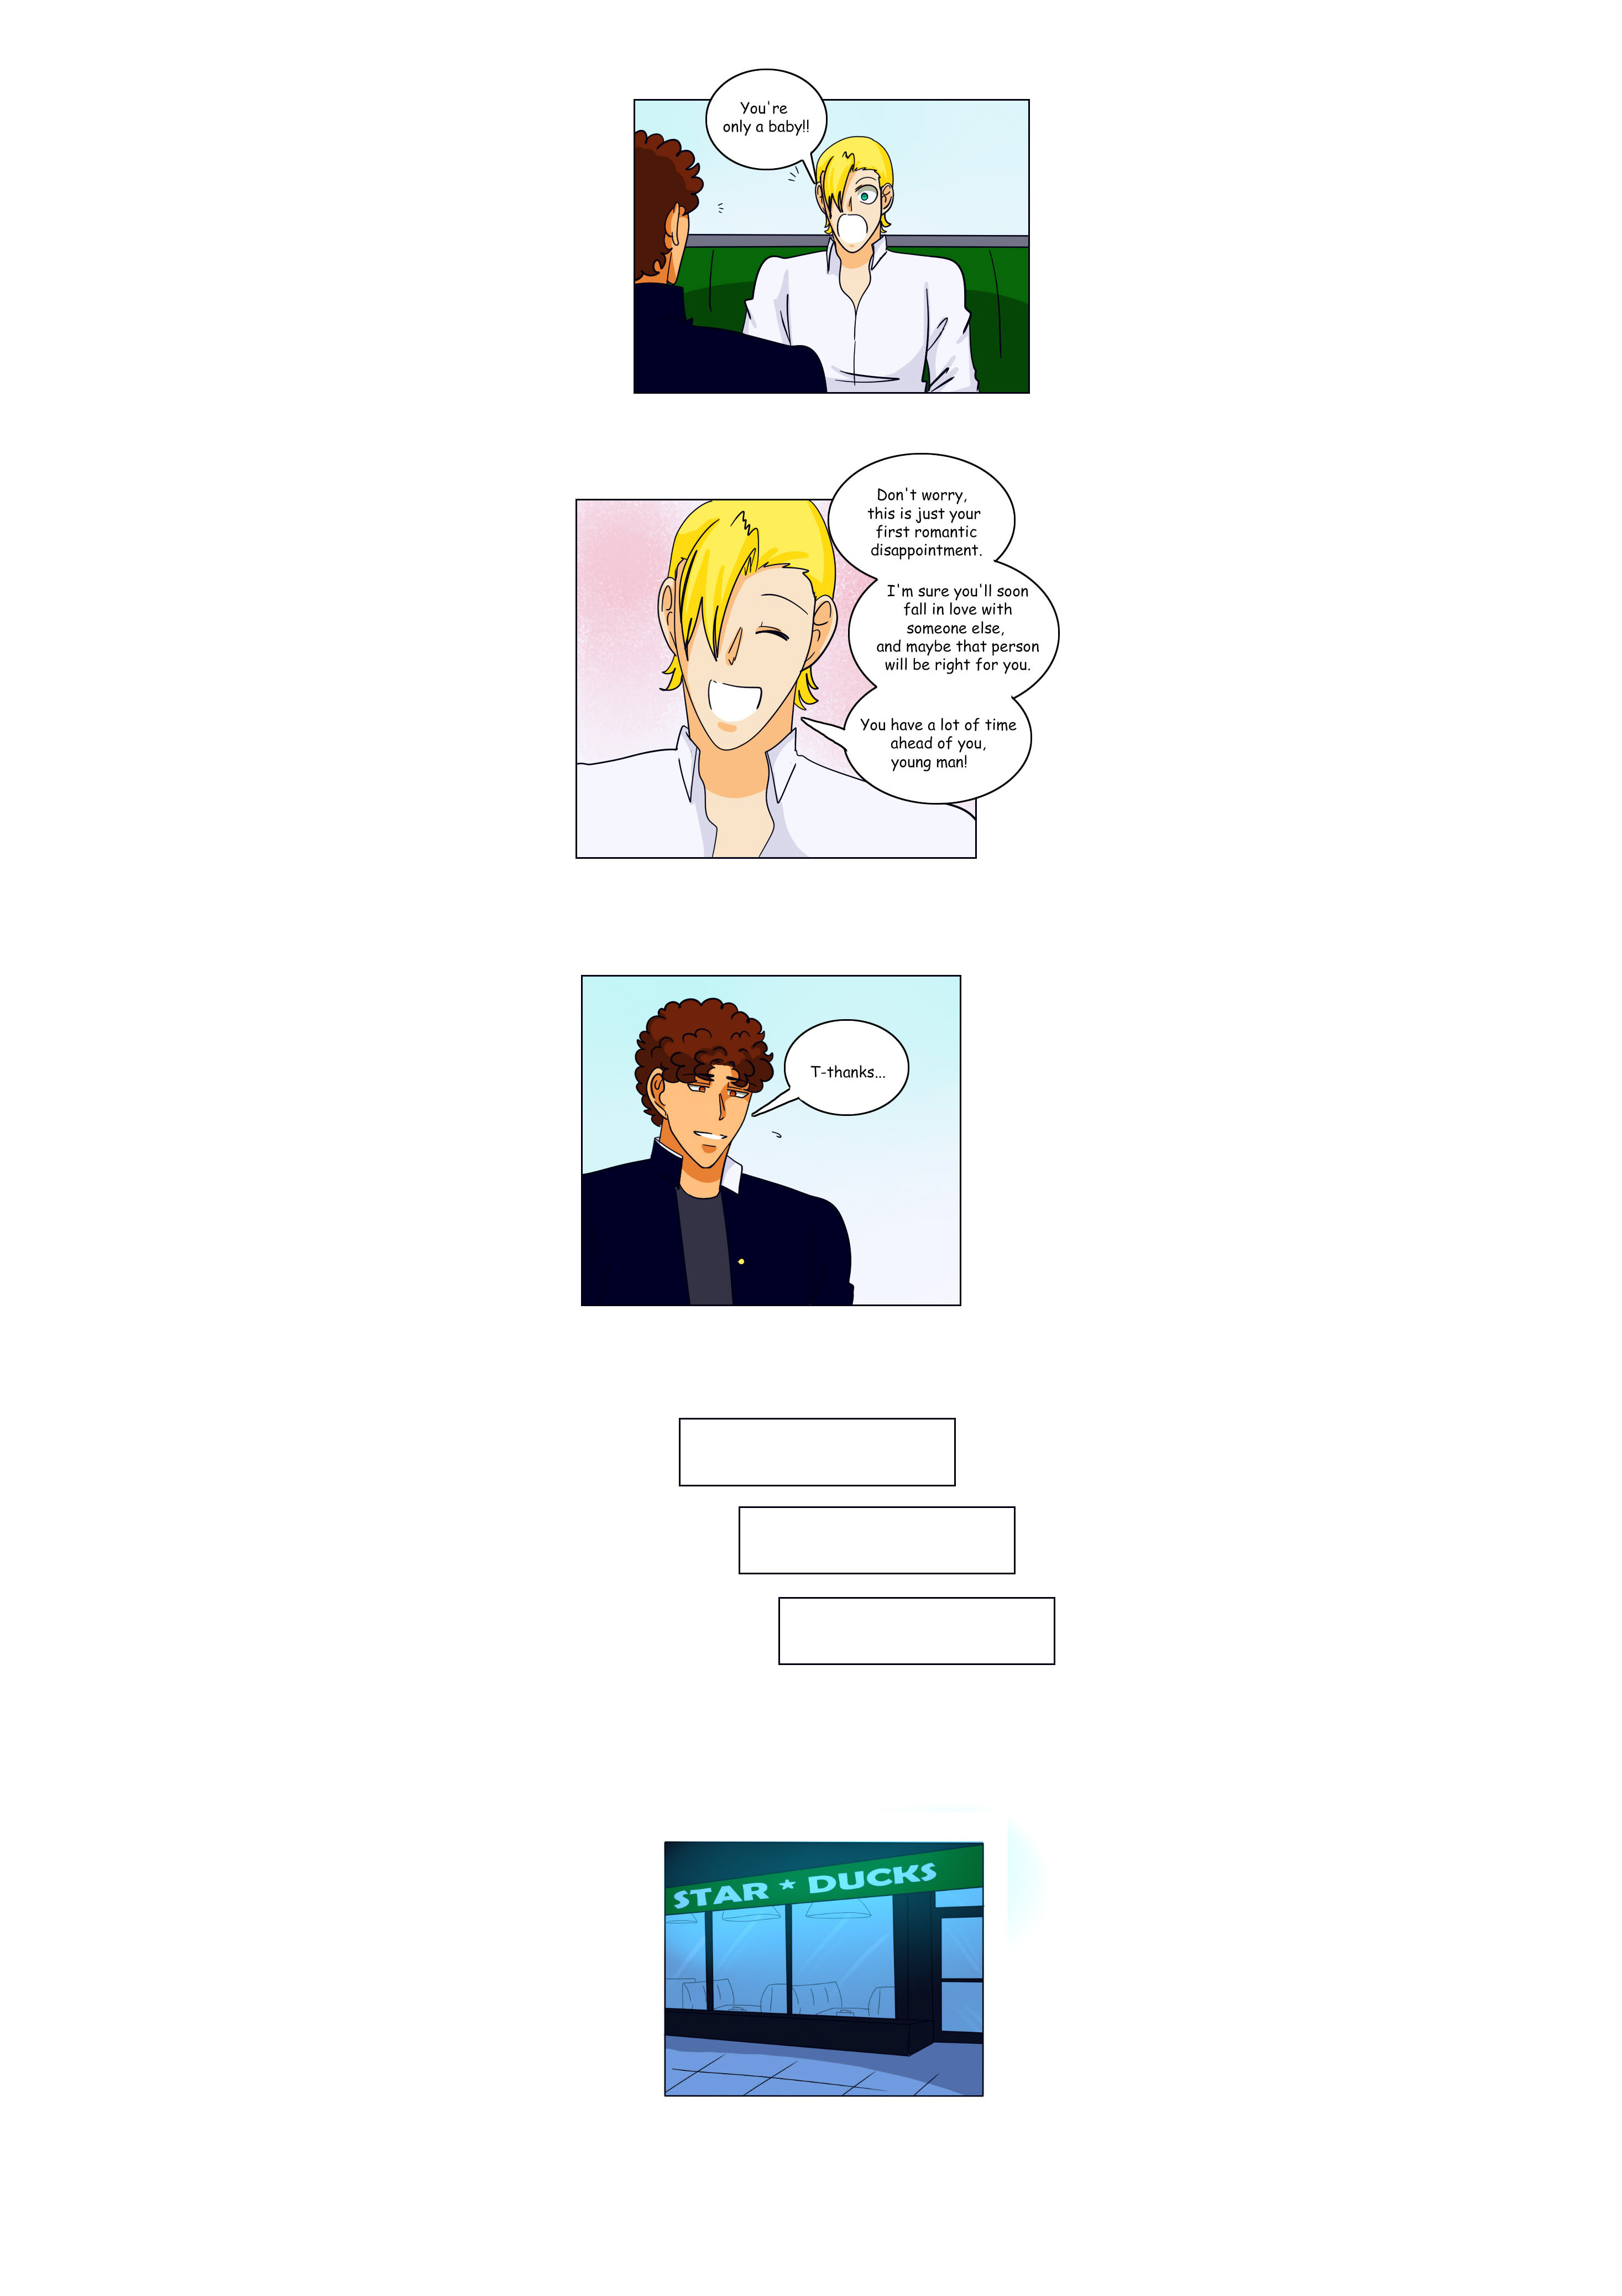 You're
only a baby!!
Don't worry,
this is just your
first romantic
disappointment.
I'm sure you'll soon
fall in love with
someone else,
and maybe that person
will be right for you.
You have a lot of time
ahead of you,
young man!
T-thanks...
STAR * DUCKS